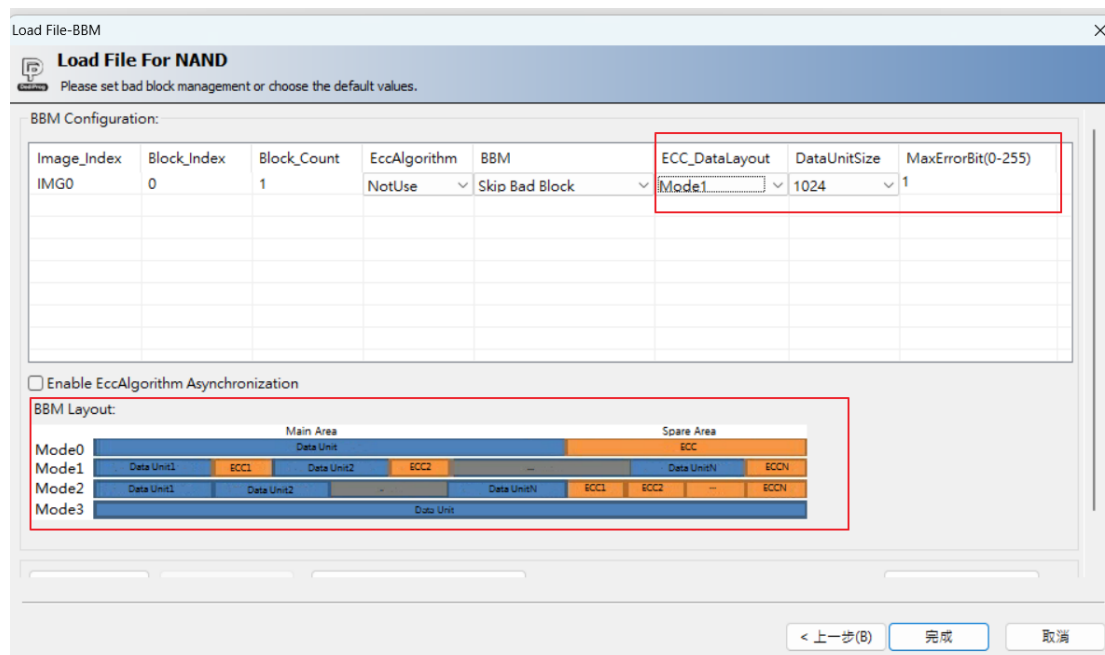 Load File-BBM
Load File For NAND
Please set bad block management or choose the default values.
BBM Configuration:
Image_Index Block_Index Block_Count EccAlgorithm BBM ECC_DataLayout DataUnitSize MaxErrorBit(0-255)
IMG0 0 1 NotUse Skip Bad Block Mode1 1024 1
Enable EccAlgorithm Asynchronization
BBM Layout:
Main Area Spare Area
Mode0 Data Unit ECC
Mode1 Data Unit1 ECC1 Data Unit2 ECC2 ... Data UnitN ECCN
Mode2 Data Unit1 Data Unit2 - Data UnitN ECC1 ECC2 ... ECCN
Mode3 Data Unit
< 上一步(B) 完成 取消